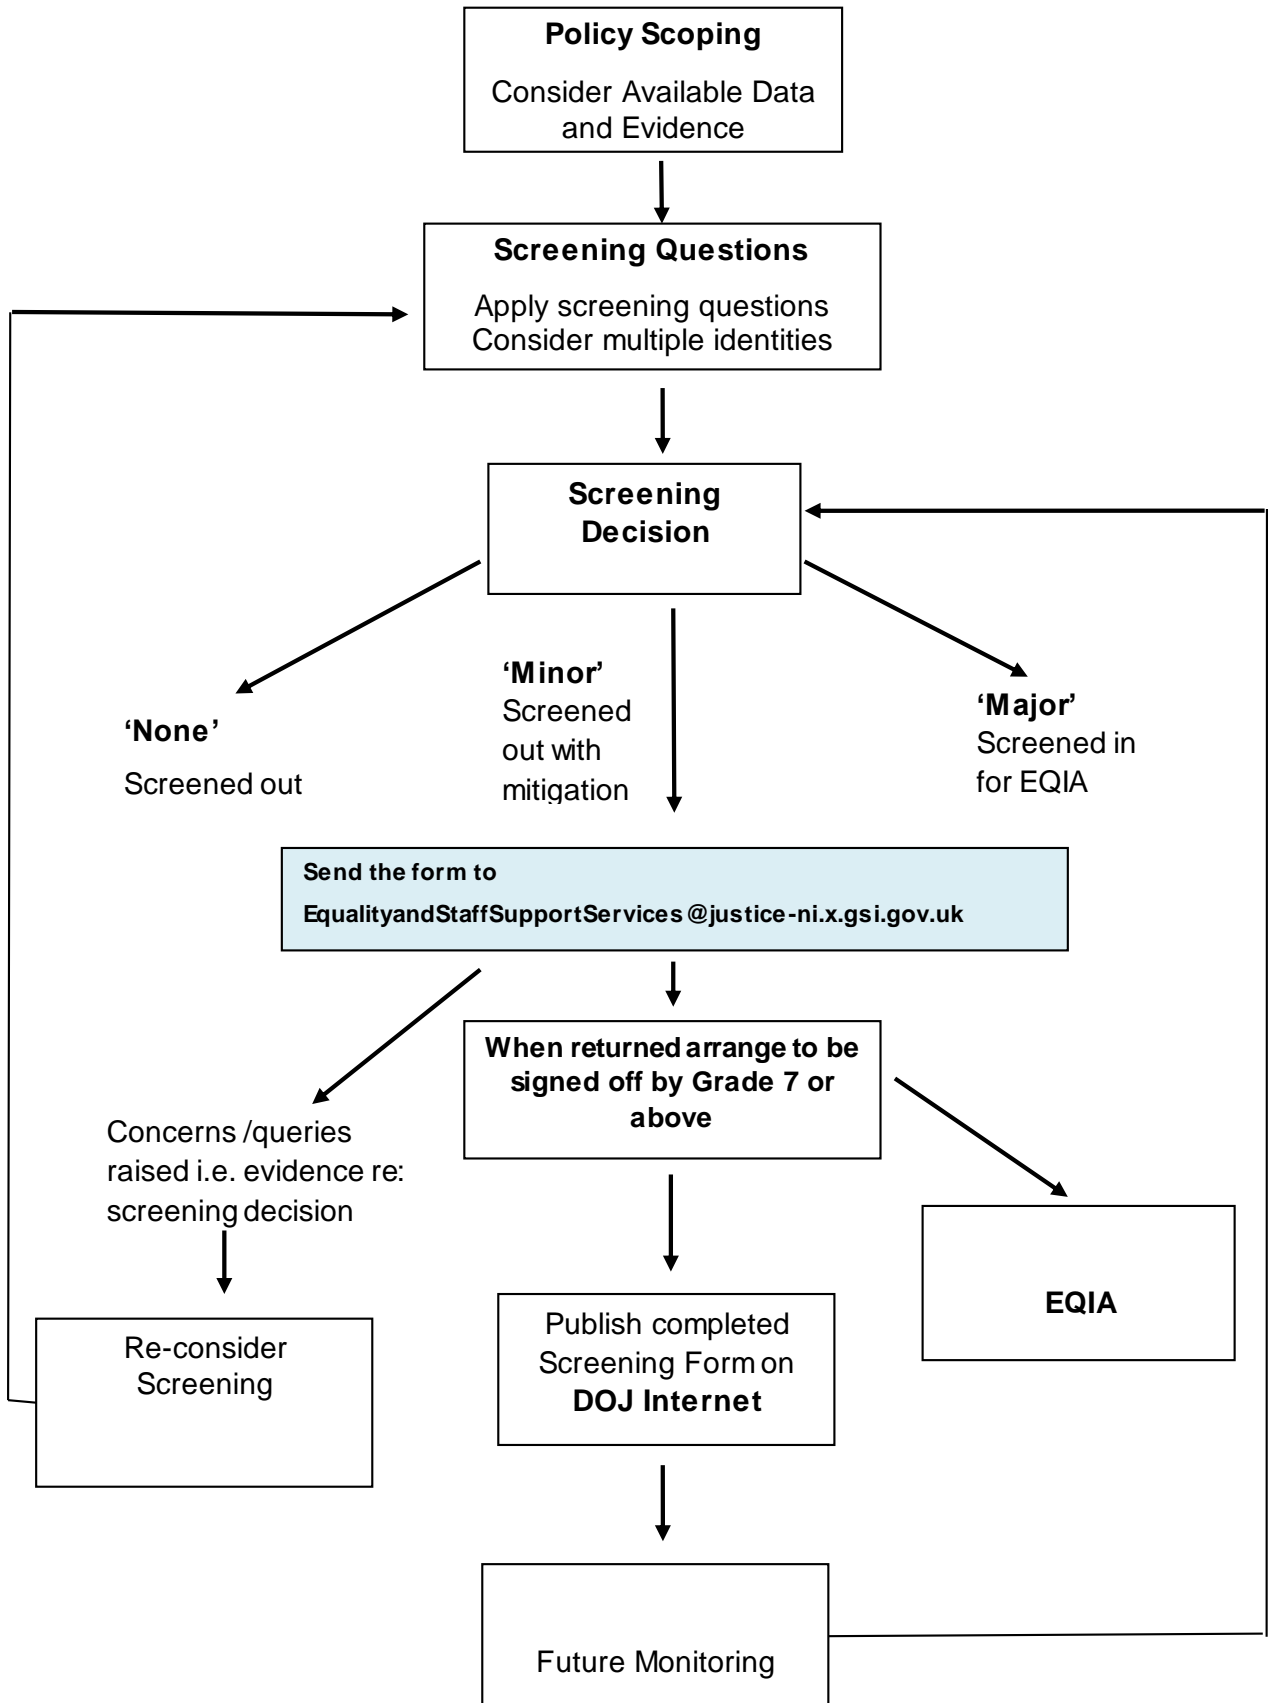 Policy Scoping
Consider Available Data
and Evidence
Screening Questions
Apply screening questions
Consider multiple identities
Screening
Decision
‘None’
Screened out
‘Minor’
Screened
out with
mitigation
‘Major’
Screened in
for EQIA
Send the form to
EqualityandStaffSupportServices@justice-ni.x.gsi.gov.uk
When returned arrange to be
signed off by Grade 7 or
above
Concerns /queries
raised i.e. evidence re:
screening decision
Re-consider
Screening
Publish completed
Screening Form on
DOJ Internet
EQIA
Future Monitoring